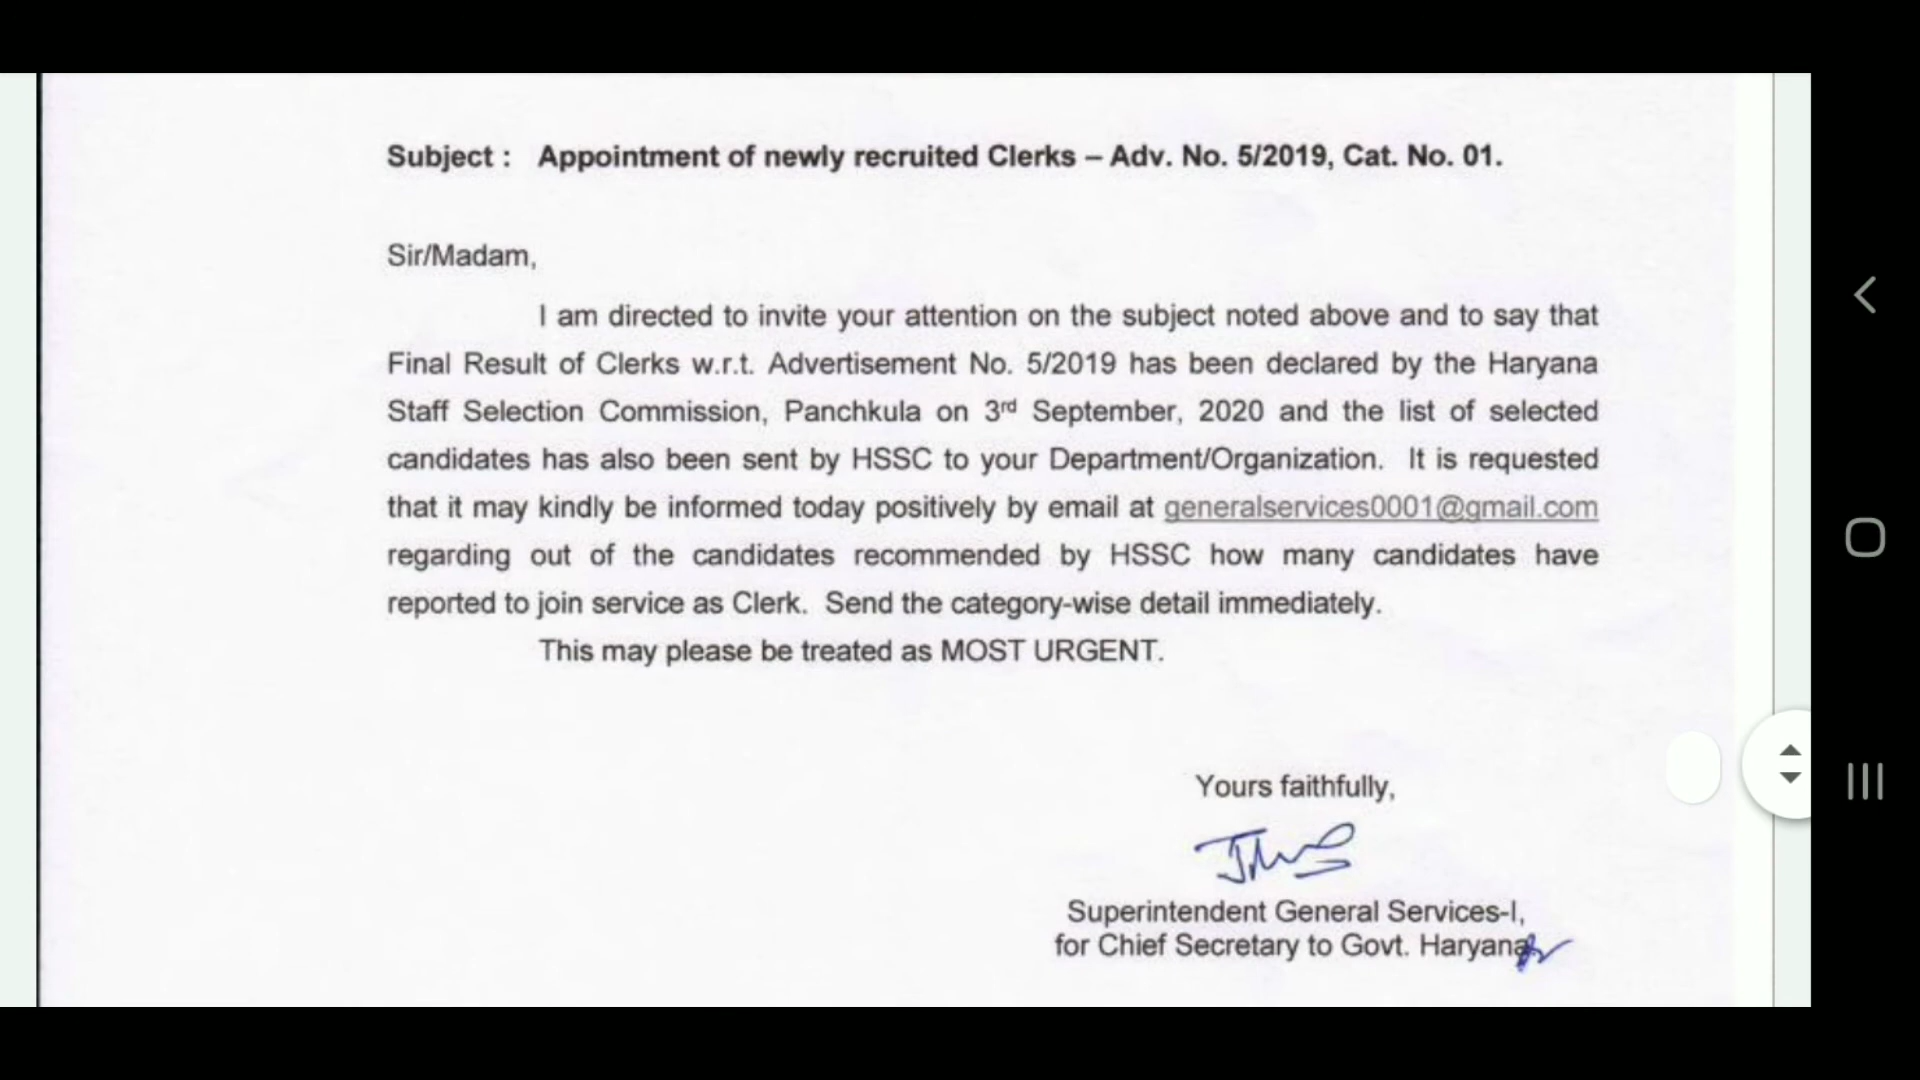 Subject : Appointment of newly recruited Clerks – Adv. No. 5/2019, Cat. No. 01.
Sir/Madam,
I am directed to invite your attention on the subject noted above and to say that
Final Result of Clerks w.r.t. Advertisement No. 5/2019 has been declared by the Haryana
Staff Selection Commission, Panchkula on 3rd September, 2020 and the list of selected
candidates has also been sent by HSSC to your Department/Organization. It is requested
that it may kindly be informed today positively by email at generalservices0001@gmail.com
regarding out of the candidates recommended by HSSC how many candidates have
reported to join service as Clerk. Send the category-wise detail immediately.
This may please be treated as MOST URGENT.
Yours faithfully,
Superintendent General Services-I,
for Chief Secretary to Govt. Haryana